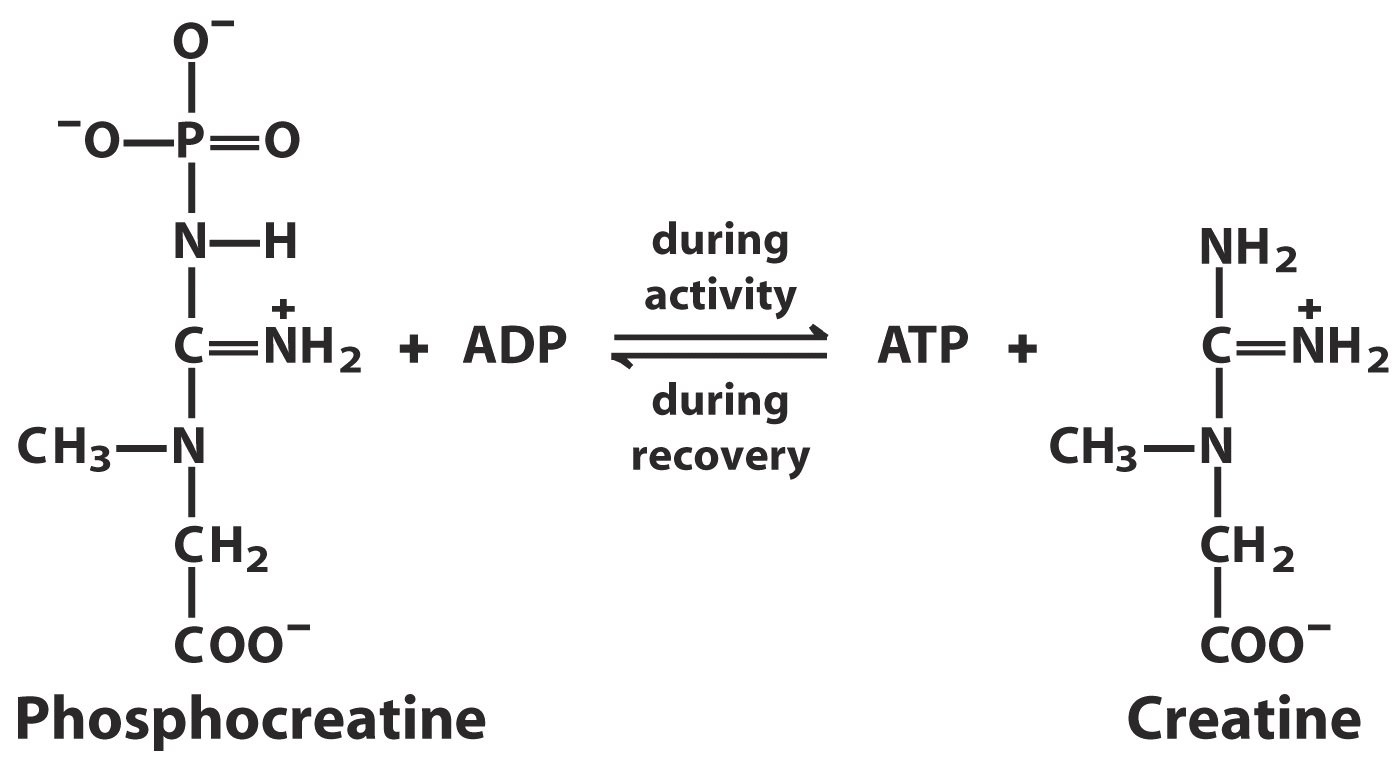 O⁻
⁻O—P=O
N—H
C=N⁺H₂ + ADP
CH₃—N
CH₂
COO⁻
Phosphocreatine
during
activity
during
recovery
ATP +
NH₂
C=N⁺H₂
CH₃—N
CH₂
COO⁻
Creatine